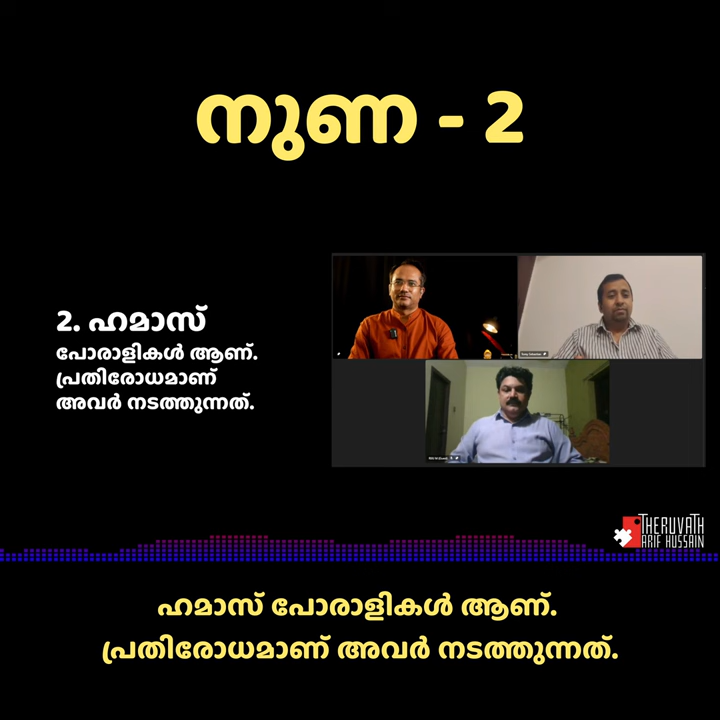 നുണ - 2
2. ഹമാസ്
പോരാളികൾ ആണ്.
പ്രതിരോധമാണ്
അവർ നടത്തുന്നത്.
THERUVATH
ARIF HUSSAIN
ഹമാസ് പോരാളികൾ ആണ്.
പ്രതിരോധമാണ് അവർ നടത്തുന്നത്.